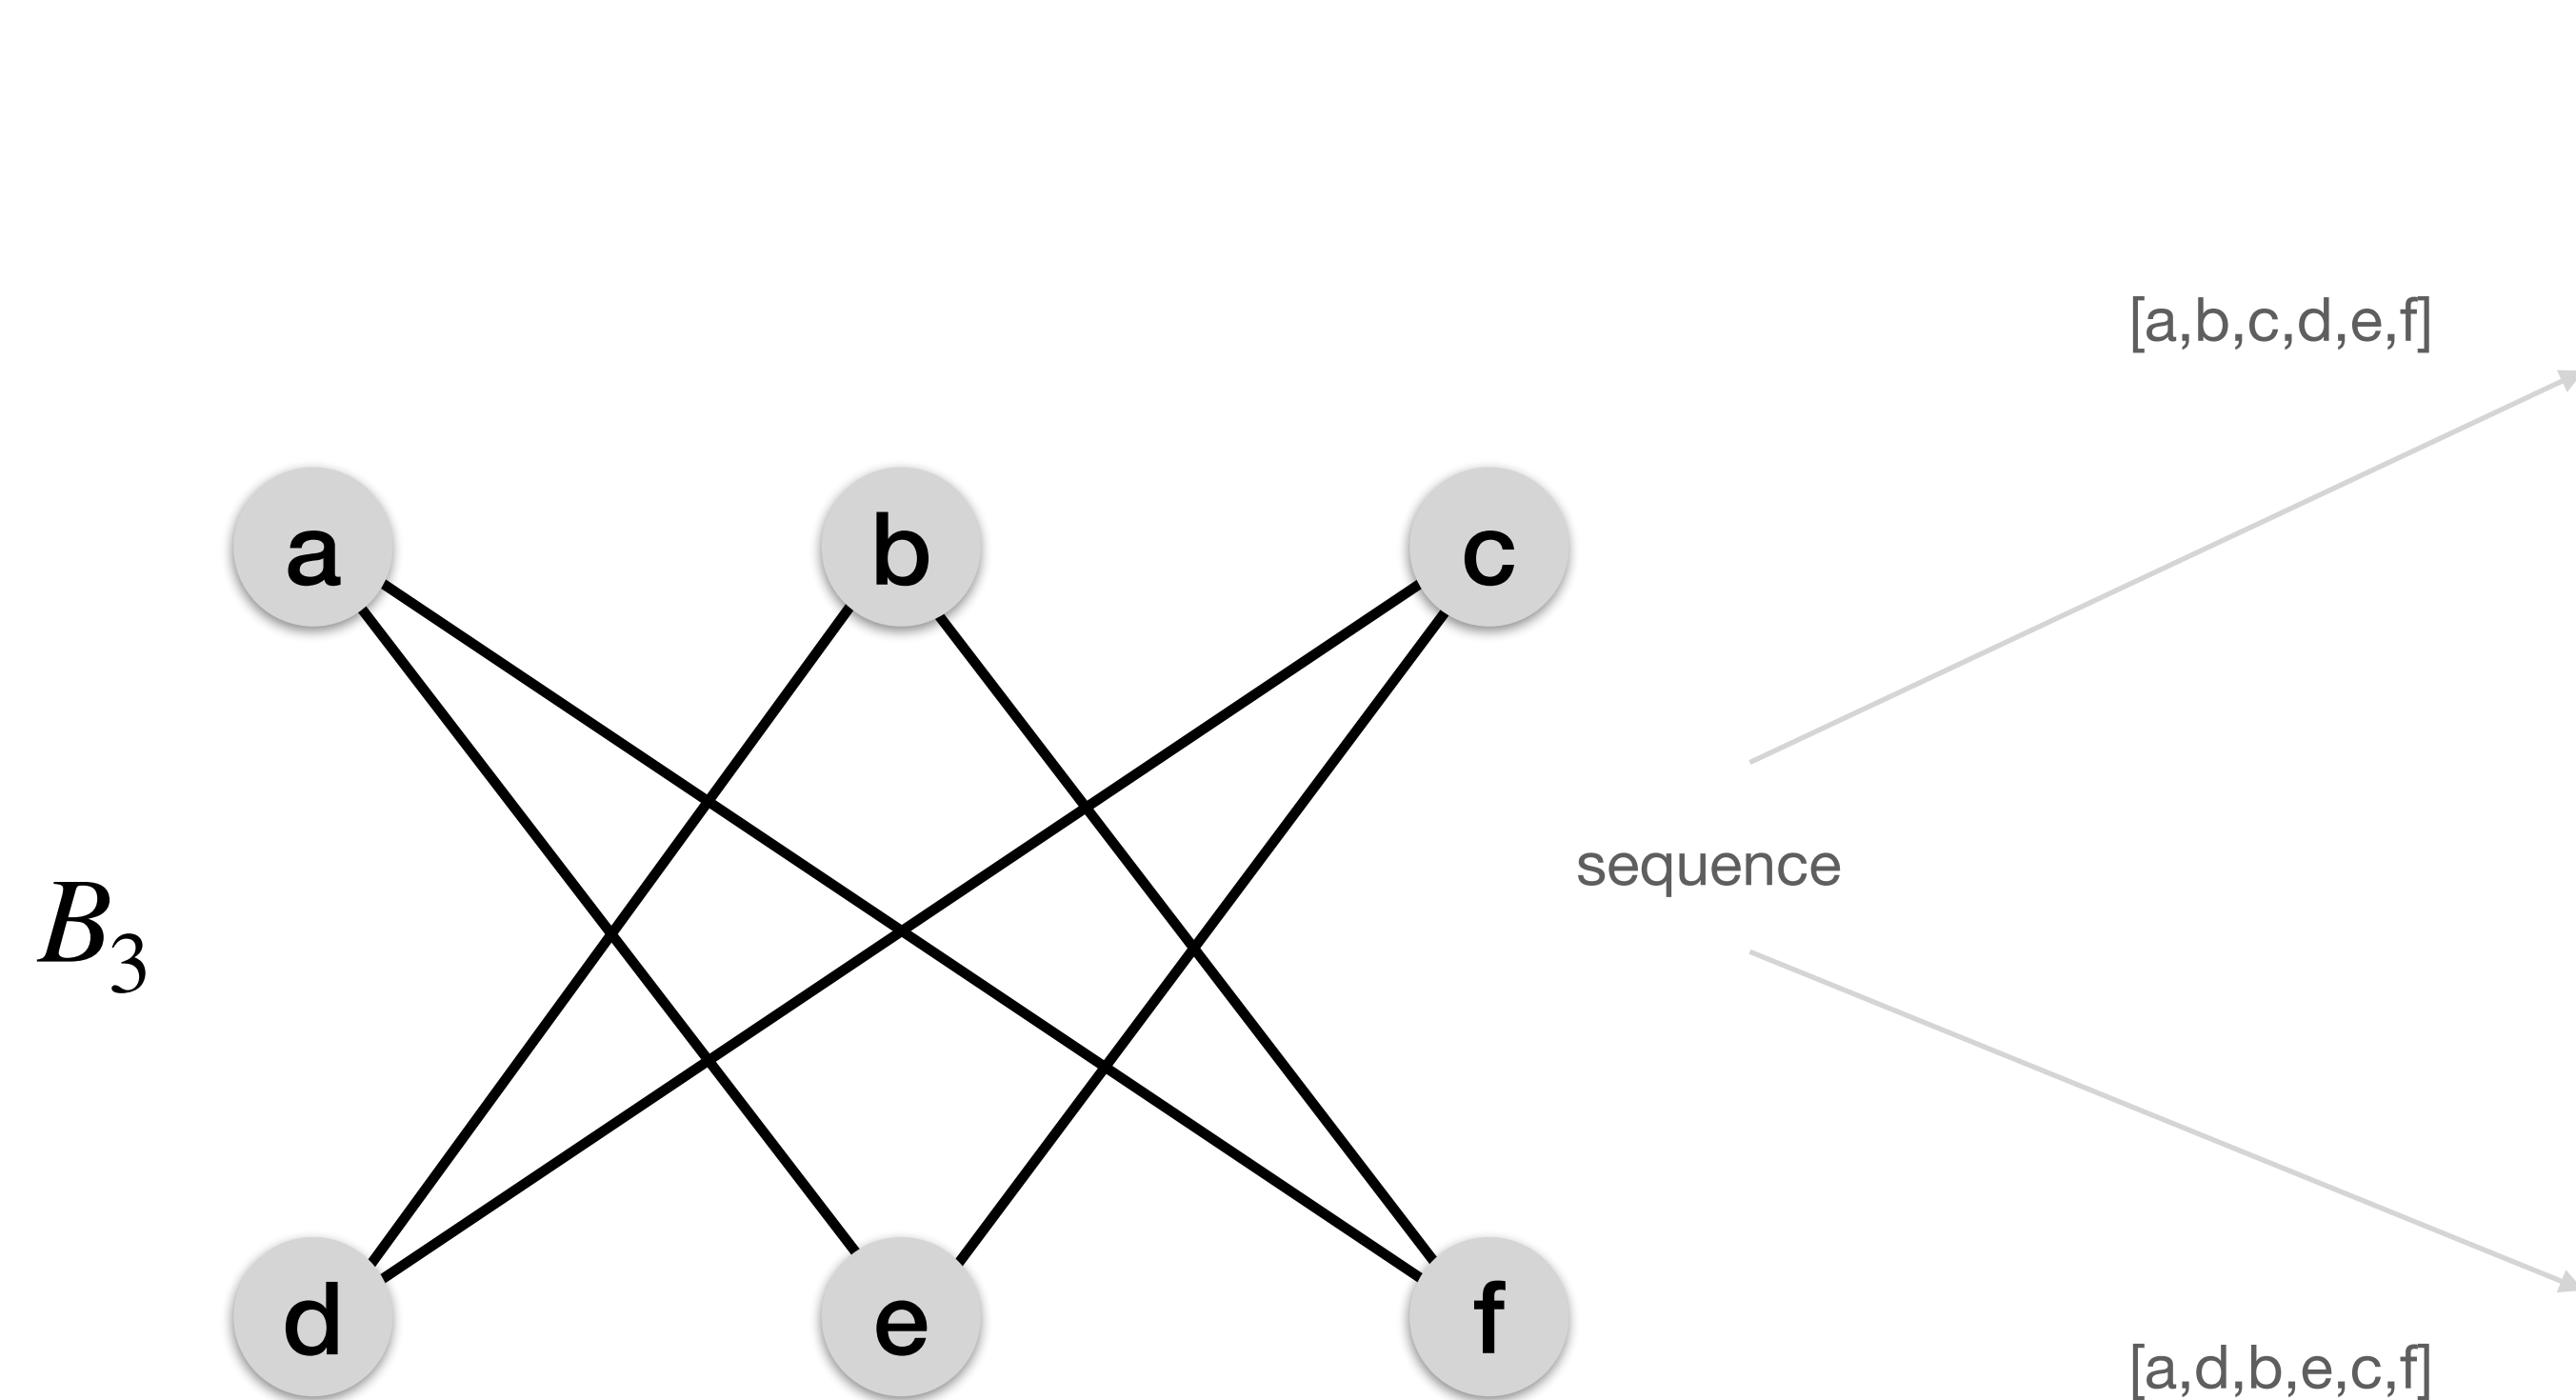 [a,b,c,d,e,f]
a b c
sequence
B₃
d e f
[a,d,b,e,c,f]